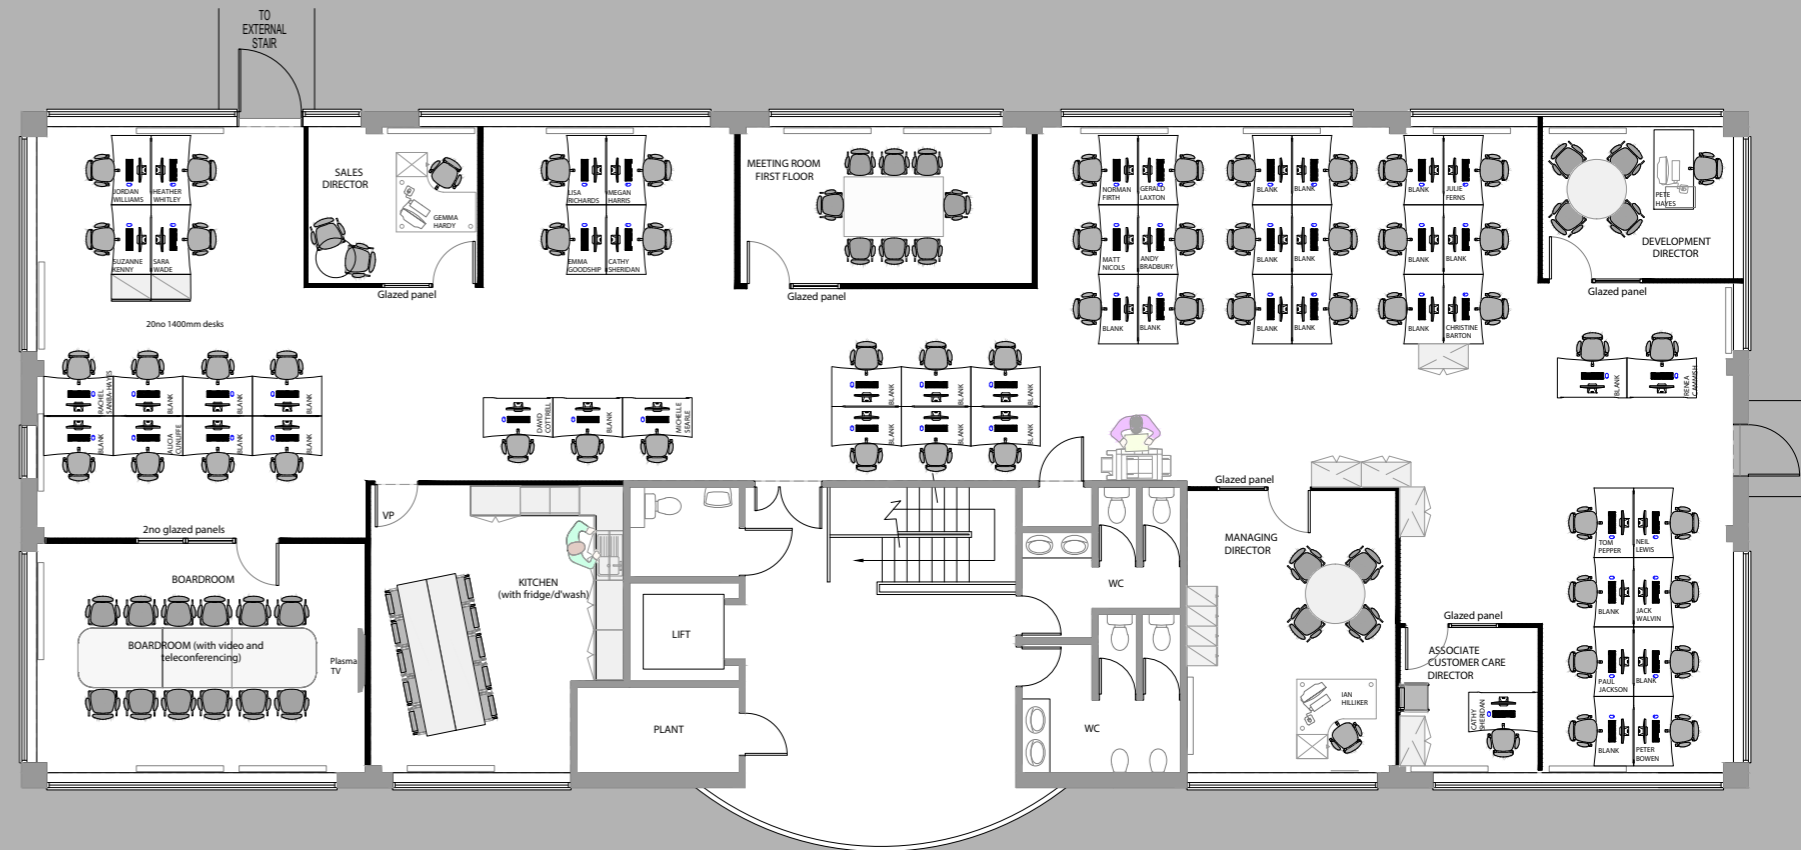 TO
EXTERNAL
STAIR
JORDAN
WILLIAMS
HEATHER
WHITLEY
SUZANNE
KENNY
SARA
WADE
20no 1400mm desks
SALES
DIRECTOR
GEMMA
HARDY
Glazed panel
LISA
RICHARDS
MEGAN
HARRIS
EMMA
GOODSHIP
CATHY
SHERIDAN
MEETING ROOM
FIRST FLOOR
Glazed panel
NORMAN
FIRTH
GERALD
LAXTON
MATT
NICOLS
ANDY
BRADBURY
BLANK
BLANK
BLANK
BLANK
BLANK
BLANK
BLANK
BLANK
BLANK
JULIE
FERNS
BLANK
BLANK
BLANK
CHRISTINE
BARTON
PETE
HAYES
DEVELOPMENT
DIRECTOR
Glazed panel
RACHEL
BLANK
BLANK
BLANK
BLANK
CUNLIFFE
BLANK
BLANK
DAVID
COTTRELL
BLANK
MICHELLE
SEARLE
BLANK
BLANK
BLANK
BLANK
BLANK
BLANK
BLANK
RENEA
2no glazed panels
BOARDROOM
BOARDROOM (with video and
teleconferencing)
Plasma
TV
VP
KITCHEN
(with fridge/d'wash)
LIFT
PLANT
WC
WC
Glazed panel
MANAGING
DIRECTOR
IAN
HILLIKER
Glazed panel
ASSOCIATE
CUSTOMER CARE
DIRECTOR
CATHY
SHERIDAN
TOM
PEPPER
NEIL
LEWIS
BLANK
JACK
WALVIN
PAUL
JACKSON
BLANK
BLANK
PETER
BOWEN